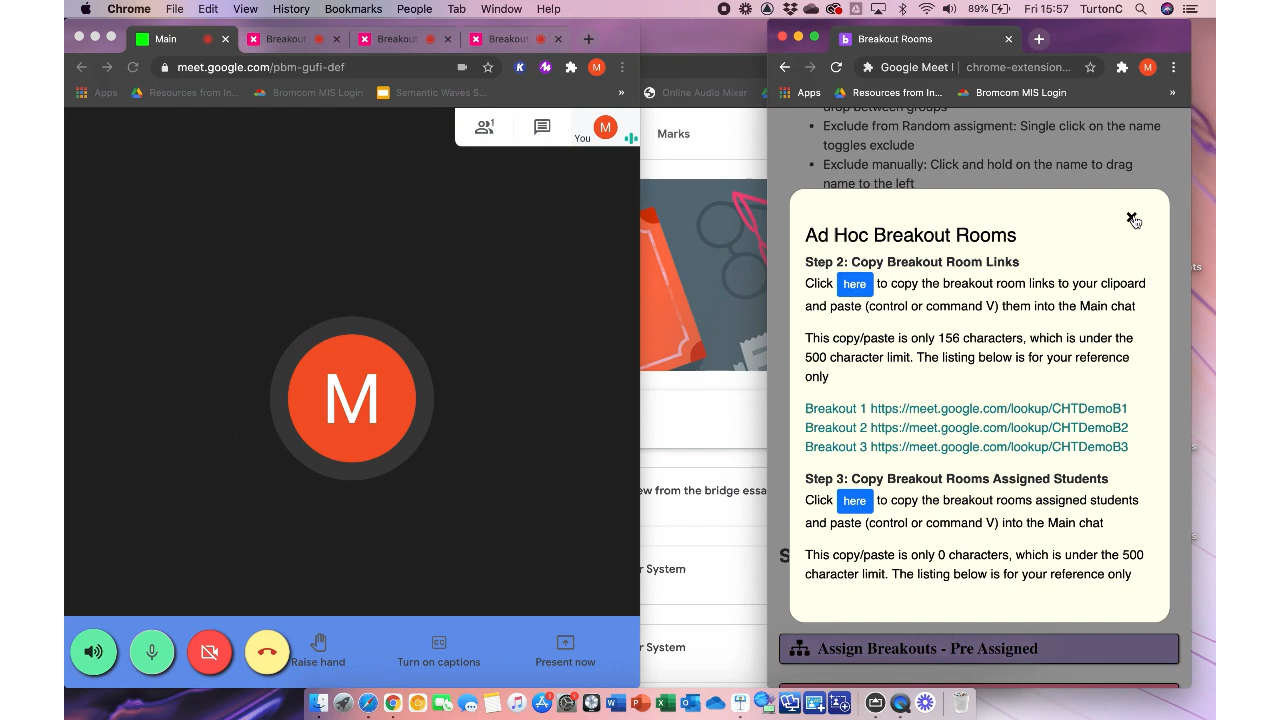 Chrome File Edit View History Bookmarks People Tab Window Help 89% Fri 15:57 TurtonC
Main Breakout Breakout Breakout
Breakout Rooms
meet.google.com/pbm-gufi-def M
Google Meet | chrome-extension... M
Apps Resources from In... Bromcom MIS Login Semantic Waves S... »
Online Audio Mixer
Apps Resources from In... Bromcom MIS Login »
1 You M
Marks
drop between groups
Exclude from Random assigment: Single click on the name
toggles exclude
Exclude manually: Click and hold on the name to drag
name to the left
Ad Hoc Breakout Rooms
Step 2: Copy Breakout Room Links
Click here to copy the breakout room links to your clipoard
and paste (control or command V) them into the Main chat
This copy/paste is only 156 characters, which is under the
500 character limit. The listing below is for your reference
only
Breakout 1 https://meet.google.com/lookup/CHTDemoB1
Breakout 2 https://meet.google.com/lookup/CHTDemoB2
Breakout 3 https://meet.google.com/lookup/CHTDemoB3
Step 3: Copy Breakout Rooms Assigned Students
Click here to copy the breakout rooms assigned students
and paste (control or command V) into the Main chat
This copy/paste is only 0 characters, which is under the 500
character limit. The listing below is for your reference only
Assign Breakouts - Pre Assigned
M
ew from the bridge essa
r System
r System
Raise hand Turn on captions Present now